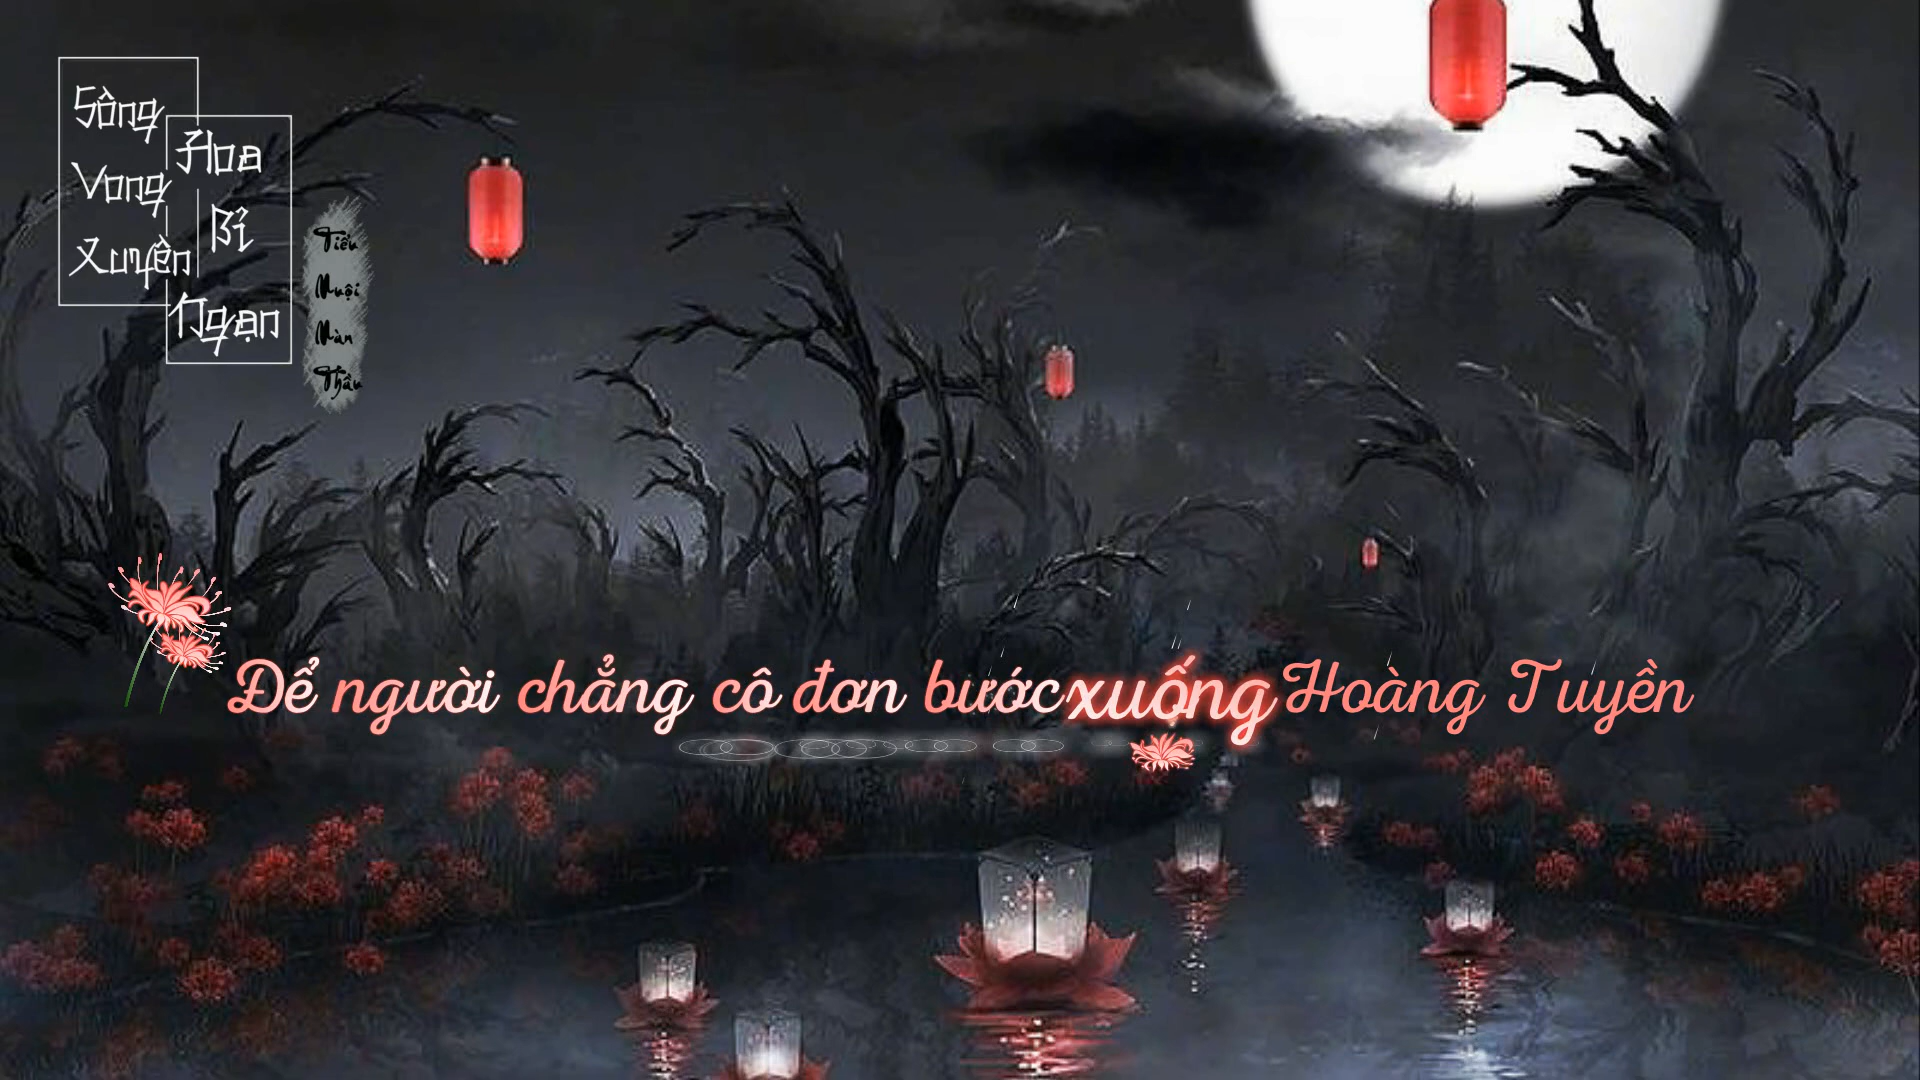 Sông
Vong
Xuyên
Hoa
Bỉ
Ngạn
Tiểu
Muội
Màn
Thầu
Để người chẳng cô đơn bước xuống Hoàng Tuyền